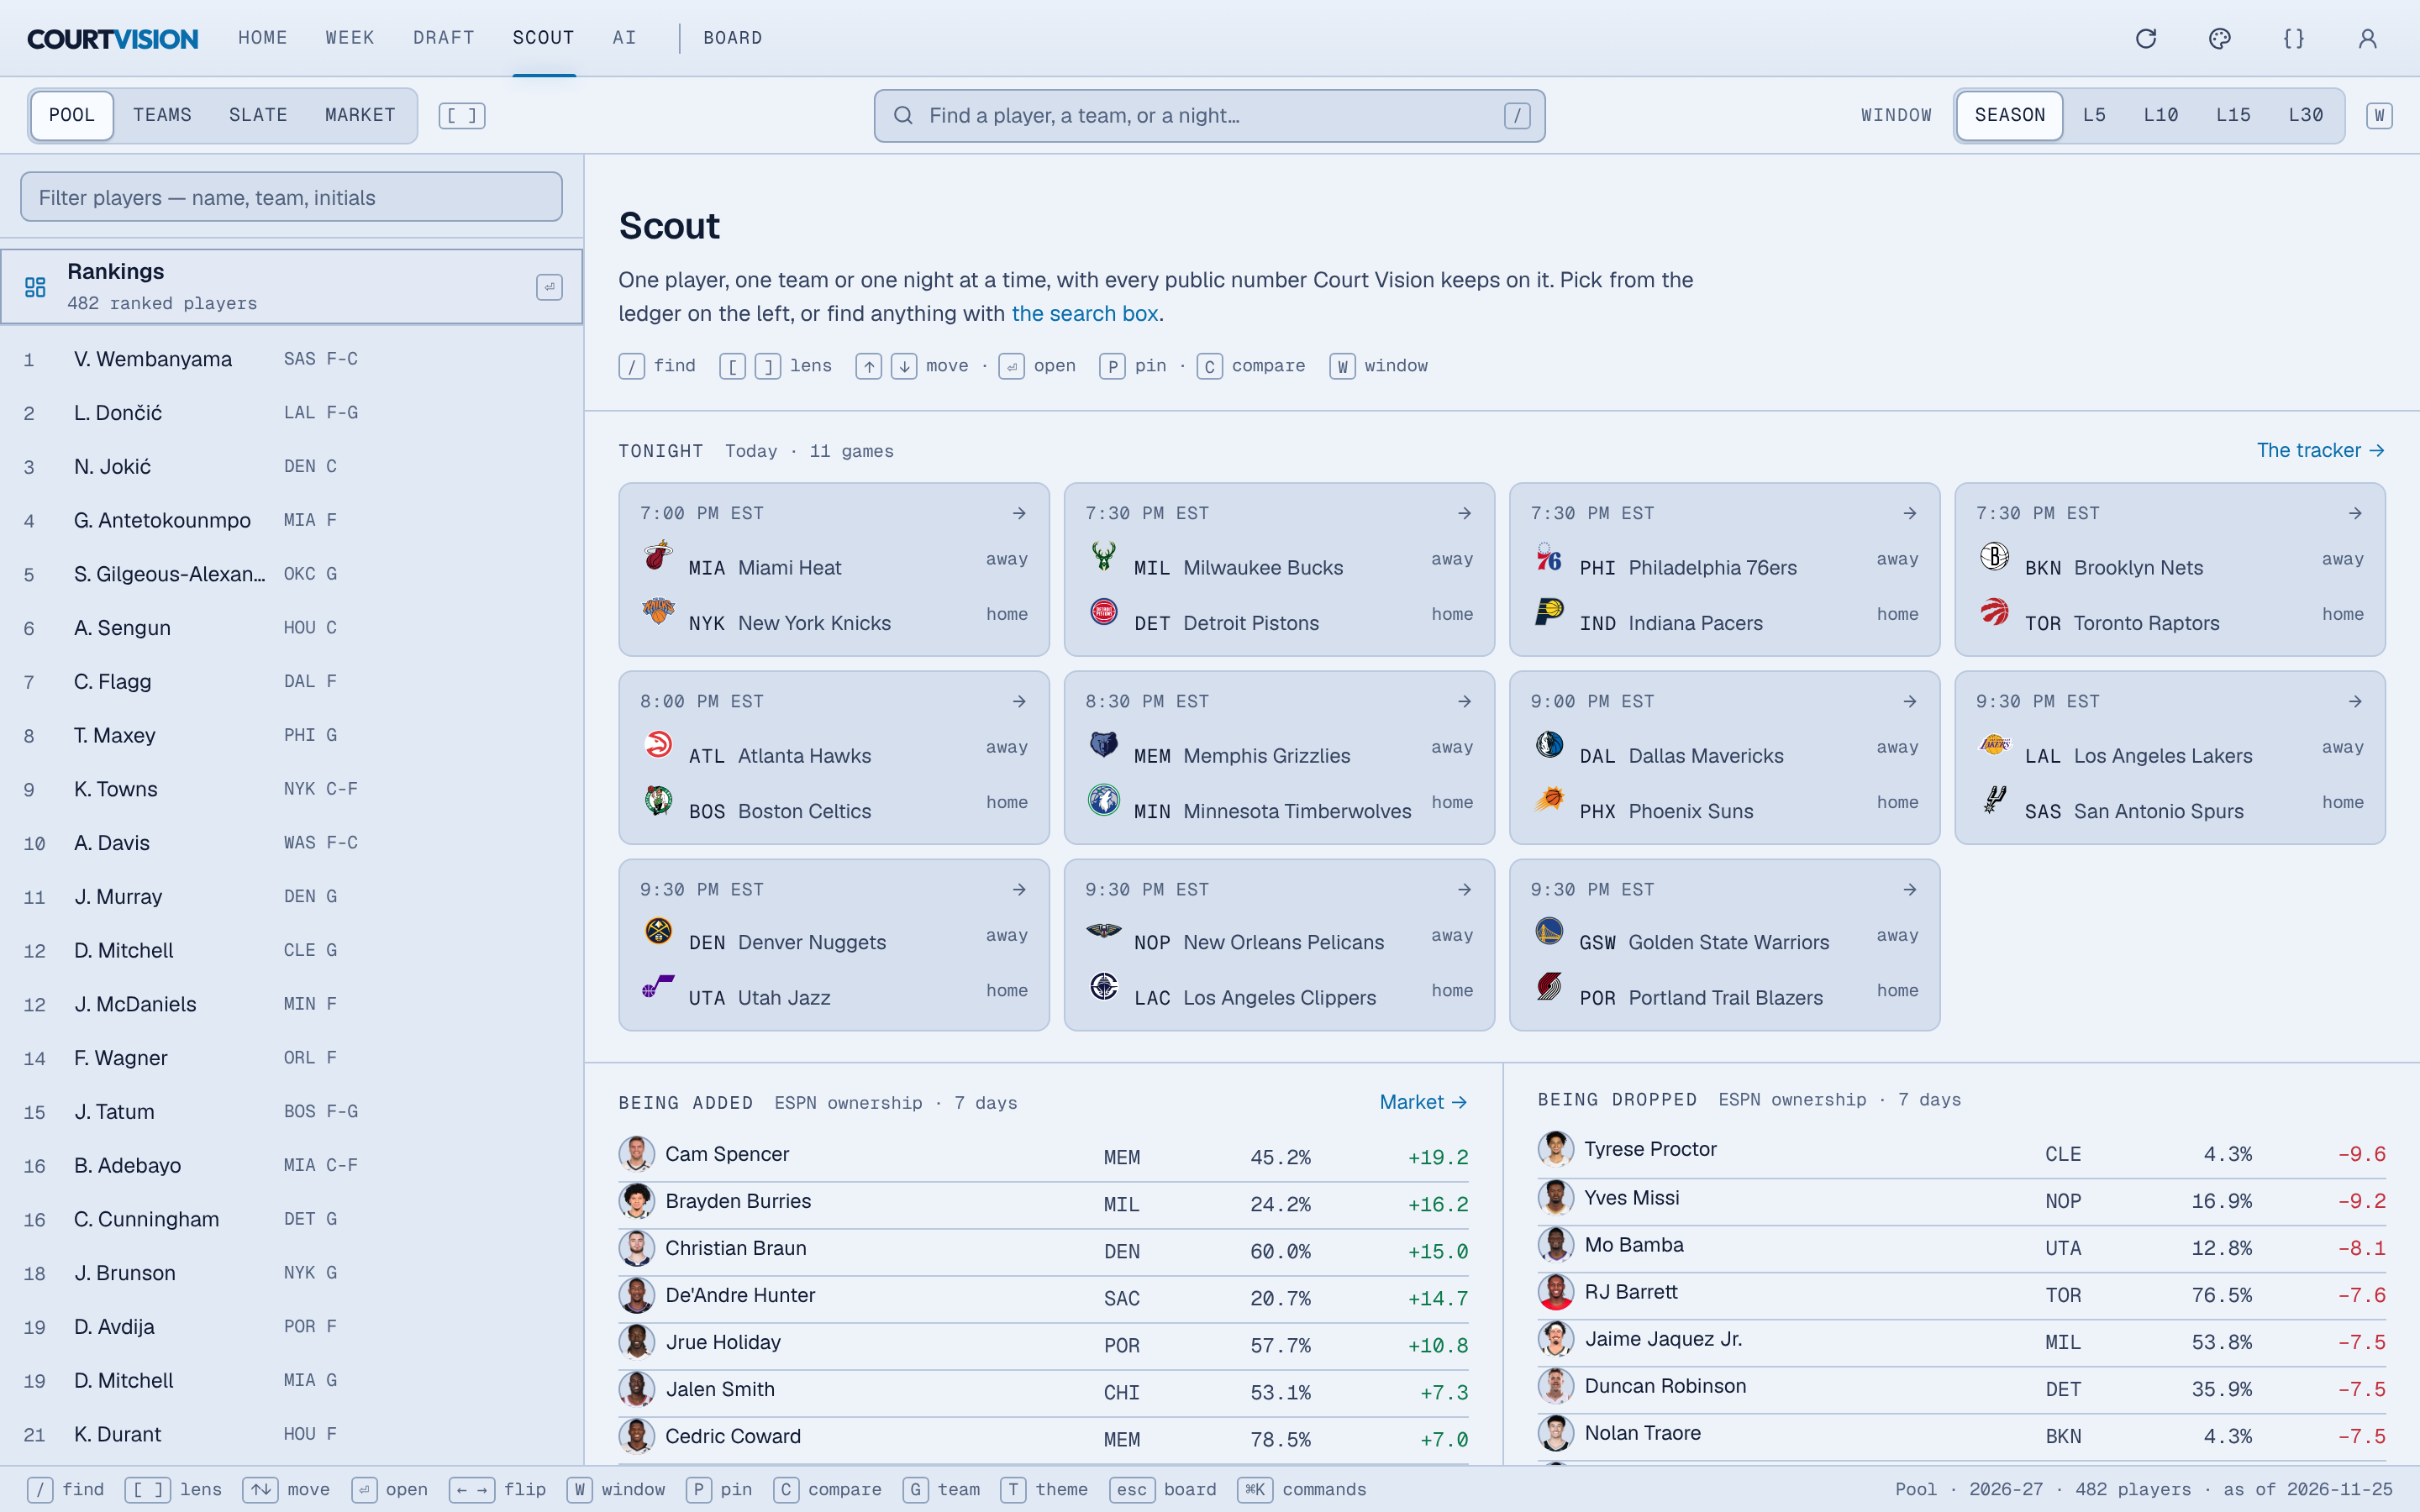 COURTVISION HOME WEEK DRAFT SCOUT AI BOARD { }
POOL TEAMS SLATE MARKET [ ] Find a player, a team, or a night… / WINDOW SEASON L5 L10 L15 L30 W
Filter players — name, team, initials
Rankings
482 ranked players ⏎
1 V. Wembanyama SAS F-C
2 L. Dončić LAL F-G
3 N. Jokić DEN C
4 G. Antetokounmpo MIA F
5 S. Gilgeous-Alexan… OKC G
6 A. Sengun HOU C
7 C. Flagg DAL F
8 T. Maxey PHI G
9 K. Towns NYK C-F
10 A. Davis WAS F-C
11 J. Murray DEN G
12 D. Mitchell CLE G
12 J. McDaniels MIN F
14 F. Wagner ORL F
15 J. Tatum BOS F-G
16 B. Adebayo MIA C-F
16 C. Cunningham DET G
18 J. Brunson NYK G
19 D. Avdija POR F
19 D. Mitchell MIA G
21 K. Durant HOU F
Scout
One player, one team or one night at a time, with every public number Court Vision keeps on it. Pick from the
ledger on the left, or find anything with the search box.
/ find [ ] lens ↑ ↓ move · ⏎ open P pin · C compare W window
TONIGHT Today · 11 games The tracker →
7:00 PM EST →
MIA Miami Heat away
NYK New York Knicks home
7:30 PM EST →
MIL Milwaukee Bucks away
DET Detroit Pistons home
7:30 PM EST →
PHI Philadelphia 76ers away
IND Indiana Pacers home
7:30 PM EST →
BKN Brooklyn Nets away
TOR Toronto Raptors home
8:00 PM EST →
ATL Atlanta Hawks away
BOS Boston Celtics home
8:30 PM EST →
MEM Memphis Grizzlies away
MIN Minnesota Timberwolves home
9:00 PM EST →
DAL Dallas Mavericks away
PHX Phoenix Suns home
9:30 PM EST →
LAL Los Angeles Lakers away
SAS San Antonio Spurs home
9:30 PM EST →
DEN Denver Nuggets away
UTA Utah Jazz home
9:30 PM EST →
NOP New Orleans Pelicans away
LAC Los Angeles Clippers home
9:30 PM EST →
GSW Golden State Warriors away
POR Portland Trail Blazers home
BEING ADDED ESPN ownership · 7 days Market →
Cam Spencer MEM 45.2% +19.2
Brayden Burries MIL 24.2% +16.2
Christian Braun DEN 60.0% +15.0
De'Andre Hunter SAC 20.7% +14.7
Jrue Holiday POR 57.7% +10.8
Jalen Smith CHI 53.1% +7.3
Cedric Coward MEM 78.5% +7.0
BEING DROPPED ESPN ownership · 7 days
Tyrese Proctor CLE 4.3% −9.6
Yves Missi NOP 16.9% −9.2
Mo Bamba UTA 12.8% −8.1
RJ Barrett TOR 76.5% −7.6
Jaime Jaquez Jr. MIL 53.8% −7.5
Duncan Robinson DET 35.9% −7.5
Nolan Traore BKN 4.3% −7.5
/ find [ ] lens ↑↓ move ⏎ open ← → flip W window P pin C compare G team T theme esc board ⌘K commands Pool · 2026-27 · 482 players · as of 2026-11-25